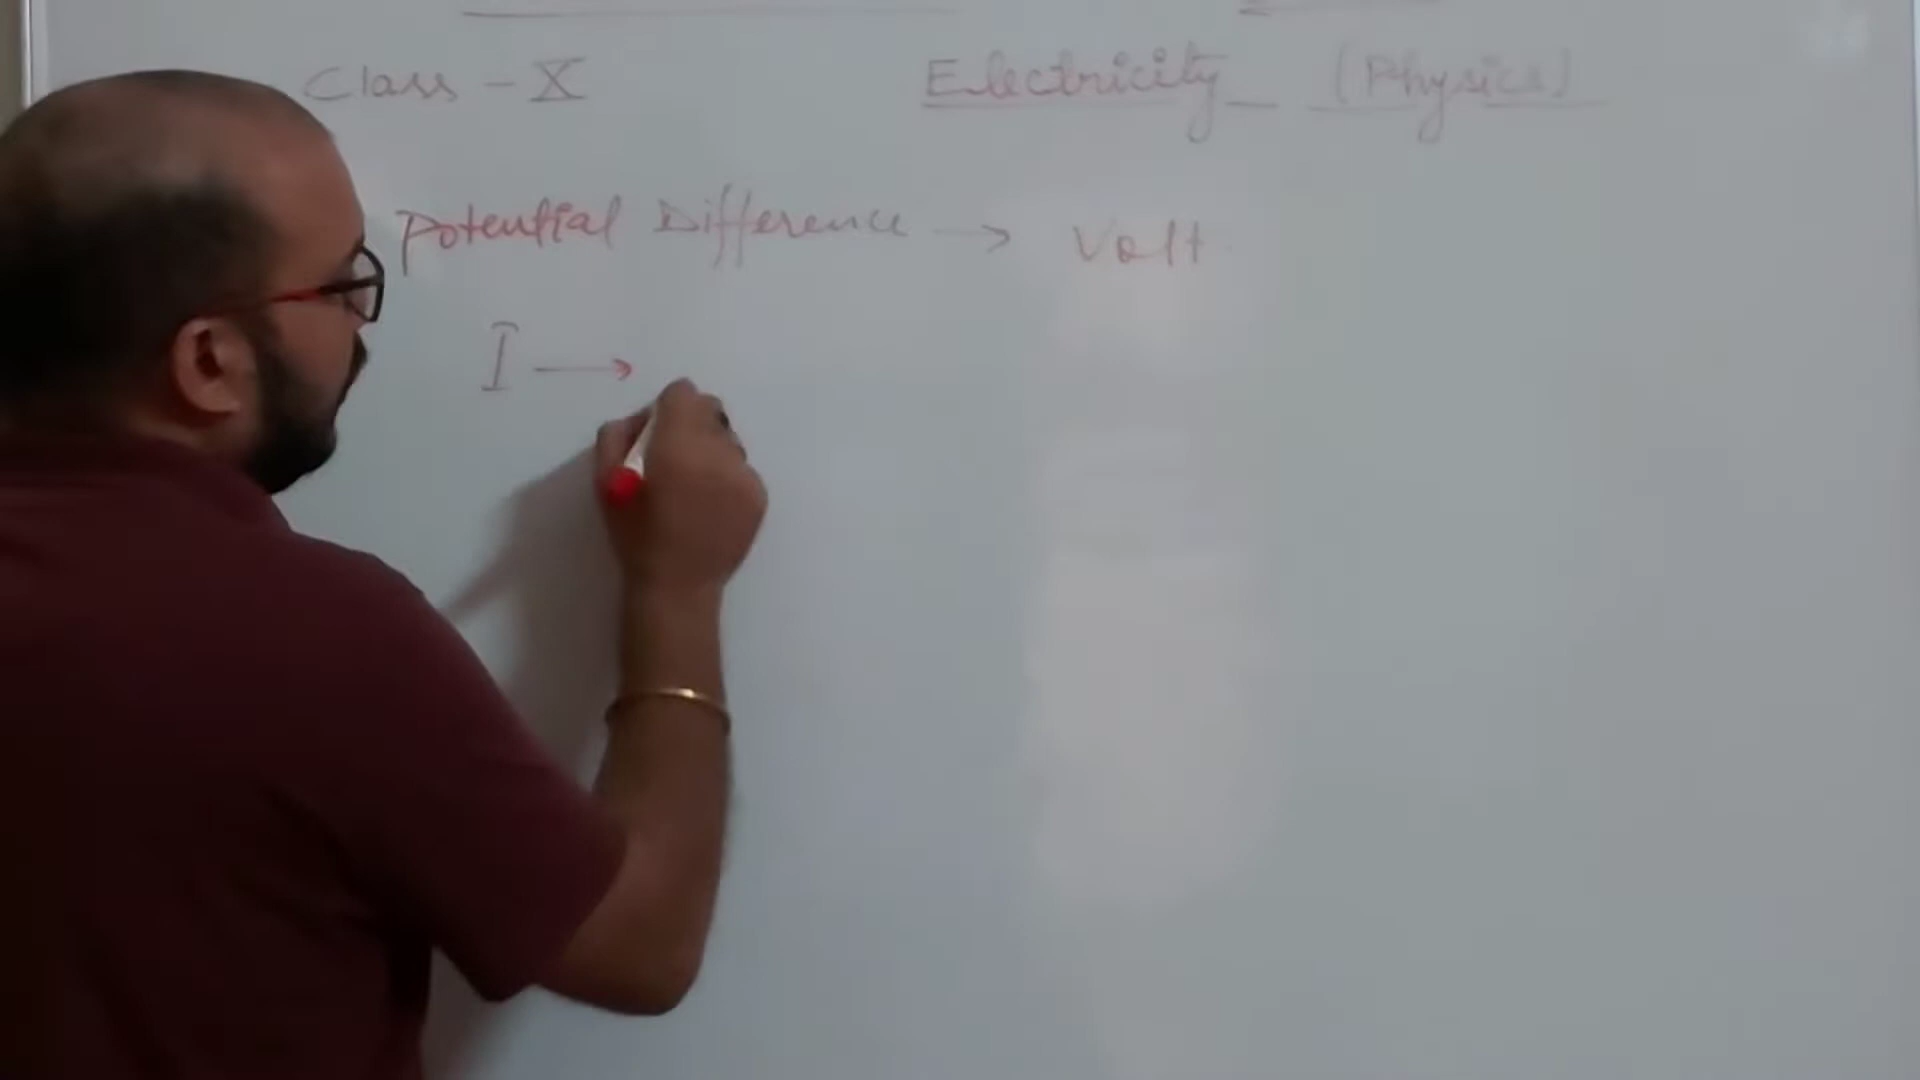 Class - X Electricity (Physics)
Potential Difference → Volt
I →